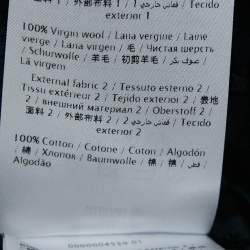 面料 1 / 外部布料 1 / قماش خارجي 1 / Tecido
exterior 1
100% Virgin wool / Lana vergine / Laine
vierge / Lana virgen / 毛 / Чистая шерсть
/ Schurwolle / 羊毛 / 初剪羊毛 / صوف بكر /
Lã virgem
External fabric 2 / Tessuto esterno 2 /
Tissu extérieur 2 / Tejido exterior 2 / 表地
2 / внешний материал 2 / Oberstoff 2 /
面料 2 / 外部布料 2 / قماش خارجي 2 / Tecido
exterior 2
100% Cotton / Cotone / Coton / Algodón
/ 綿 / Хлопок / Baumwolle / 棉 / 棉 / قطن /
Algodão